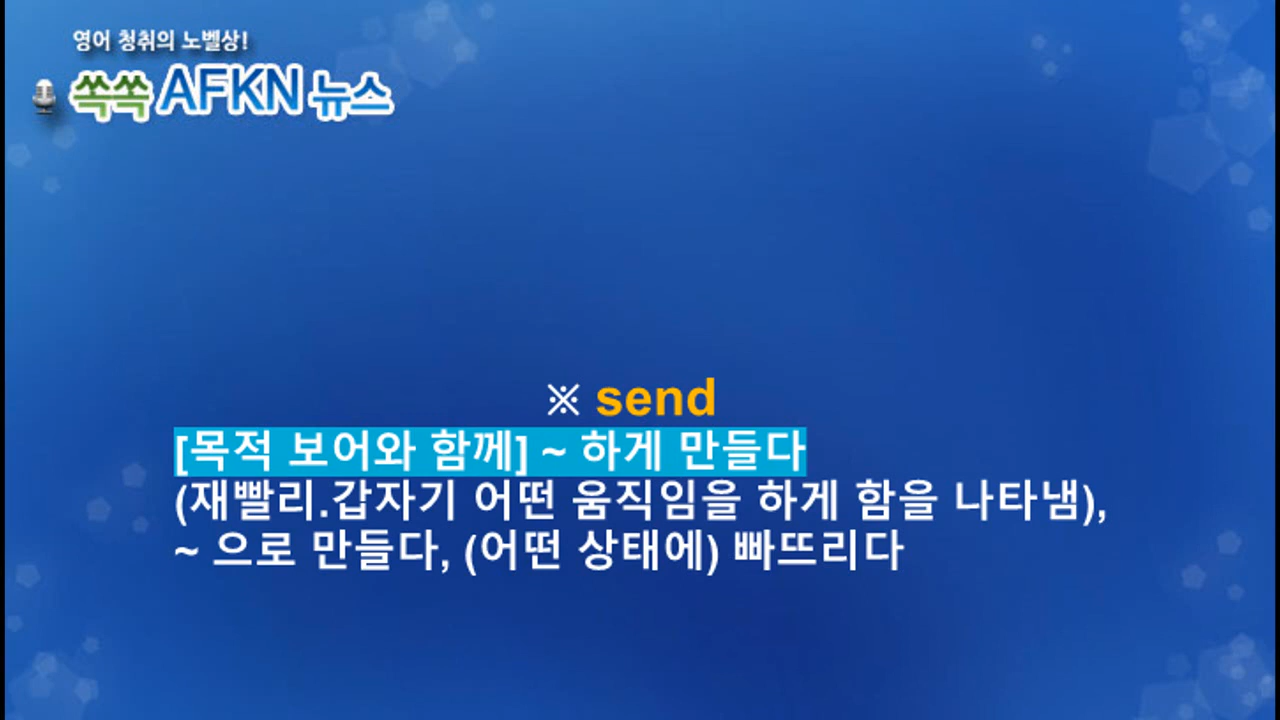 영어 청취의 노벨상!
쏙쏙 AFKN 뉴스
※ send
[목적 보어와 함께] ~ 하게 만들다
(재빨리.갑자기 어떤 움직임을 하게 함을 나타냄),
~ 으로 만들다, (어떤 상태에) 빠뜨리다